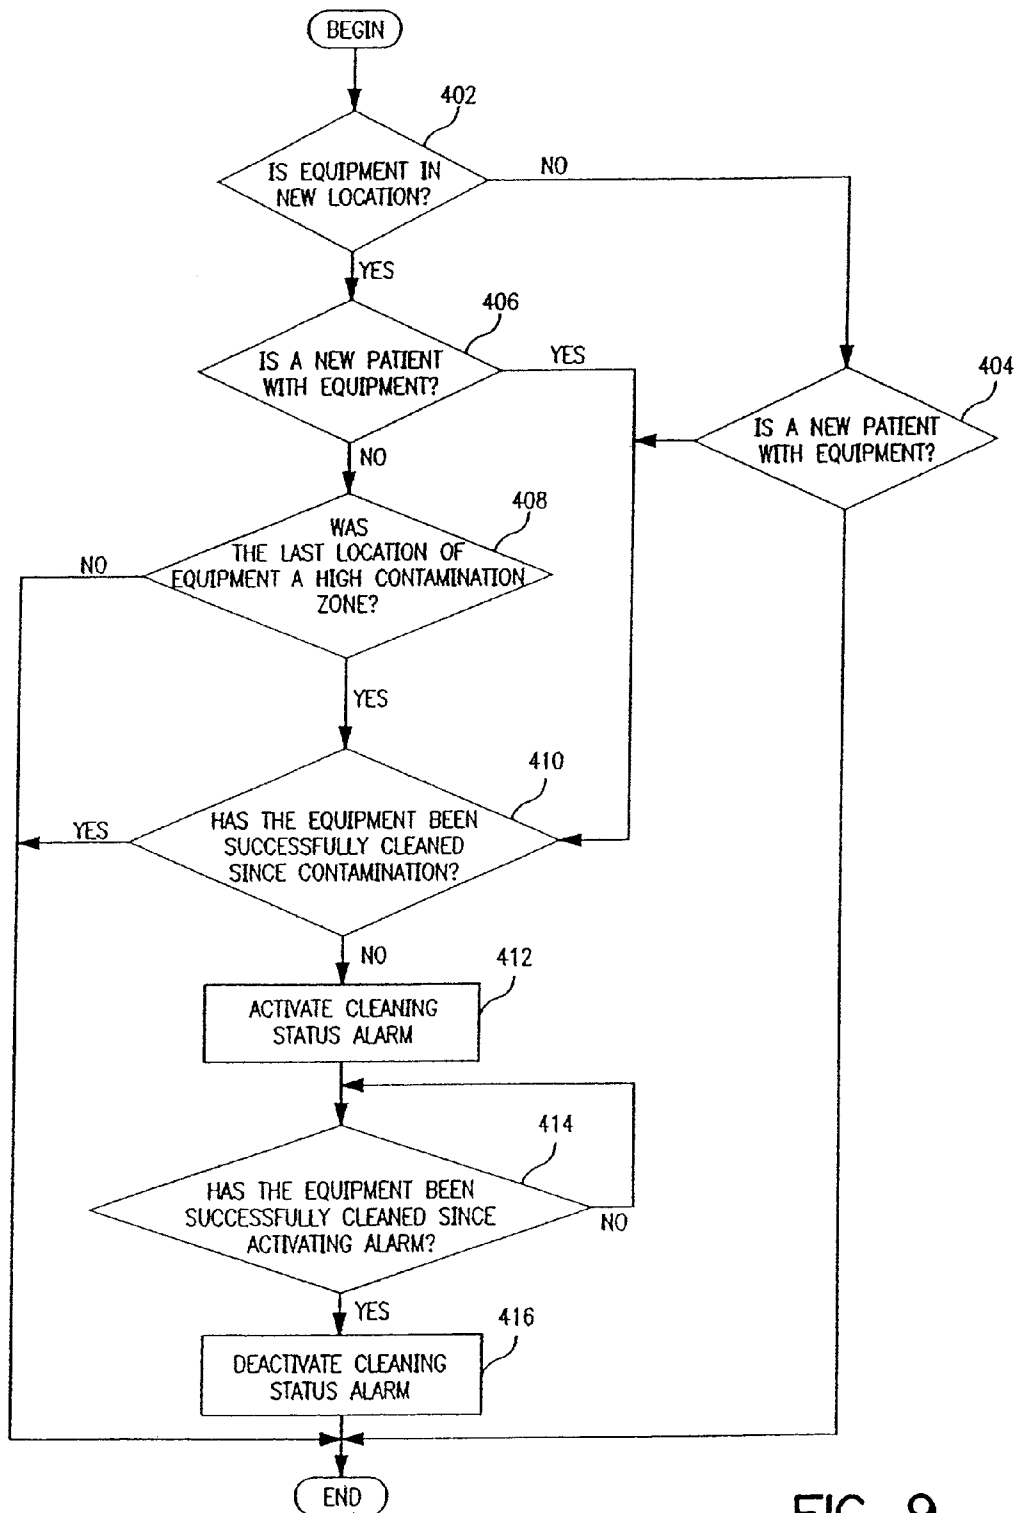 BEGIN
402
IS EQUIPMENT IN
NEW LOCATION?
NO
YES
406
IS A NEW PATIENT
WITH EQUIPMENT?
YES
404
IS A NEW PATIENT
WITH EQUIPMENT?
NO
408
WAS
THE LAST LOCATION OF
EQUIPMENT A HIGH CONTAMINATION
ZONE?
NO
YES
410
HAS THE EQUIPMENT BEEN
SUCCESSFULLY CLEANED
SINCE CONTAMINATION?
YES
NO
412
ACTIVATE CLEANING
STATUS ALARM
414
HAS THE EQUIPMENT BEEN
SUCCESSFULLY CLEANED SINCE
ACTIVATING ALARM?
NO
YES
416
DEACTIVATE CLEANING
STATUS ALARM
END
FIG. 9